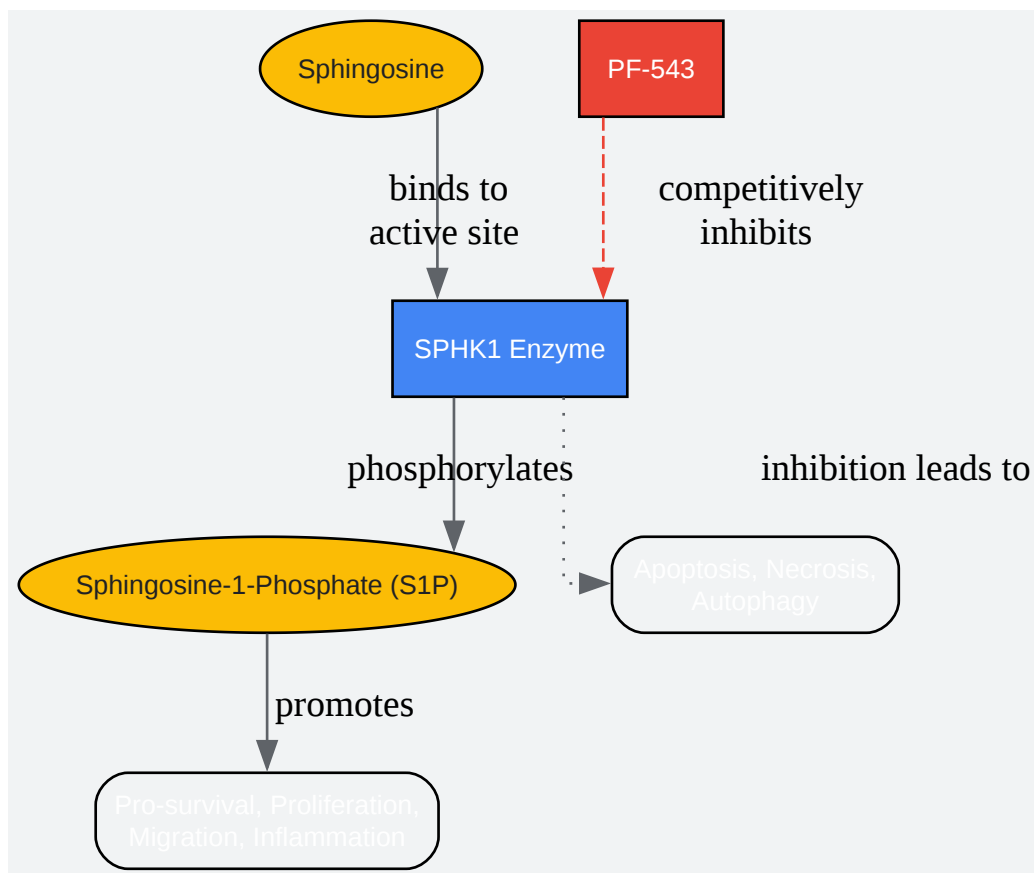 Sphingosine
PF-543
binds to
active site
competitively
inhibits
SPHK1 Enzyme
phosphorylates
inhibition leads to
Sphingosine-1-Phosphate (S1P)
Apoptosis, Necrosis,
Autophagy
promotes
Pro-survival, Proliferation,
Migration, Inflammation